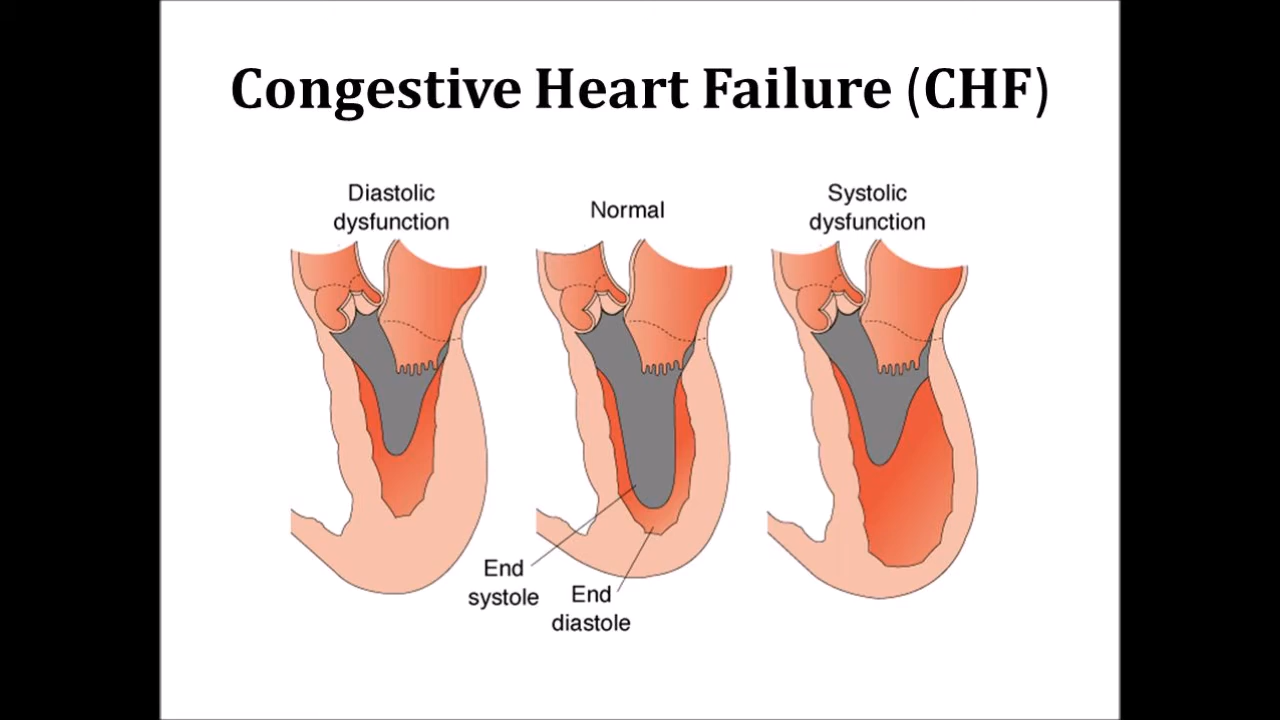 Congestive Heart Failure (CHF)
Diastolic
dysfunction
Normal
Systolic
dysfunction
End
systole
End
diastole